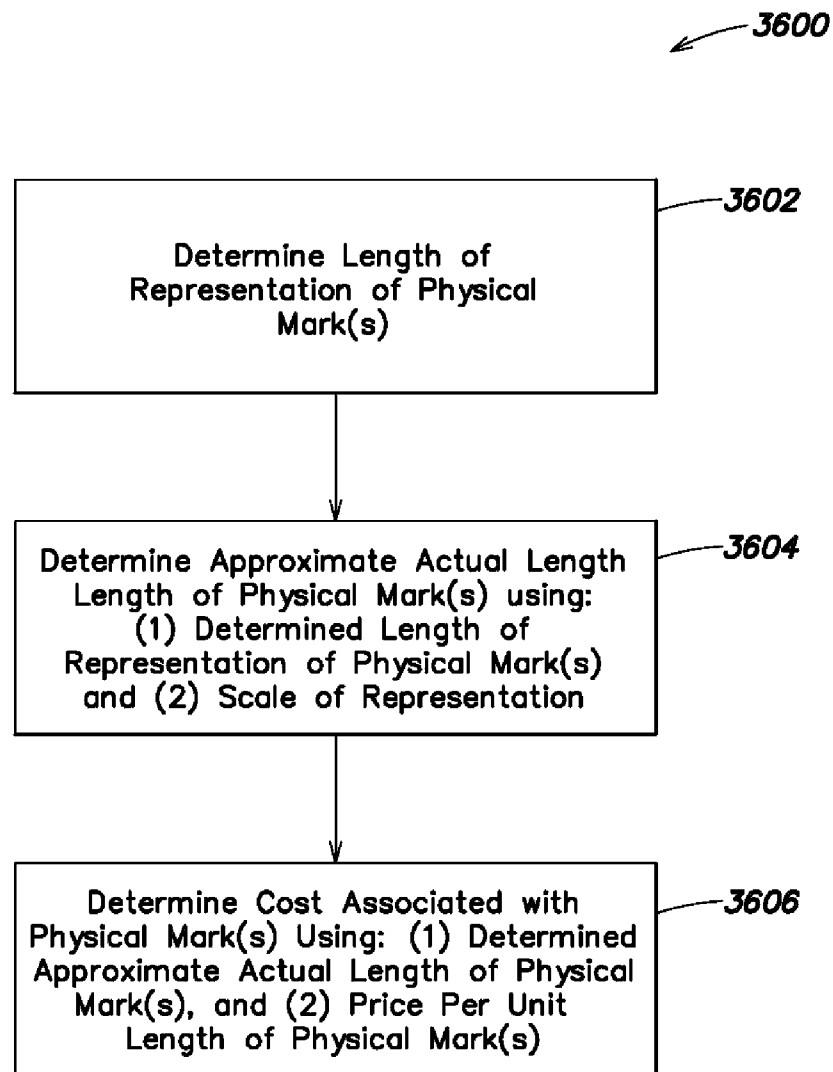 3600
3602
Determine Length of
Representation of Physical
Mark(s)
3604
Determine Approximate Actual Length
Length of Physical Mark(s) using:
(1) Determined Length of
Representation of Physical Mark(s)
and (2) Scale of Representation
3606
Determine Cost Associated with
Physical Mark(s) Using: (1) Determined
Approximate Actual Length of Physical
Mark(s), and (2) Price Per Unit
Length of Physical Mark(s)